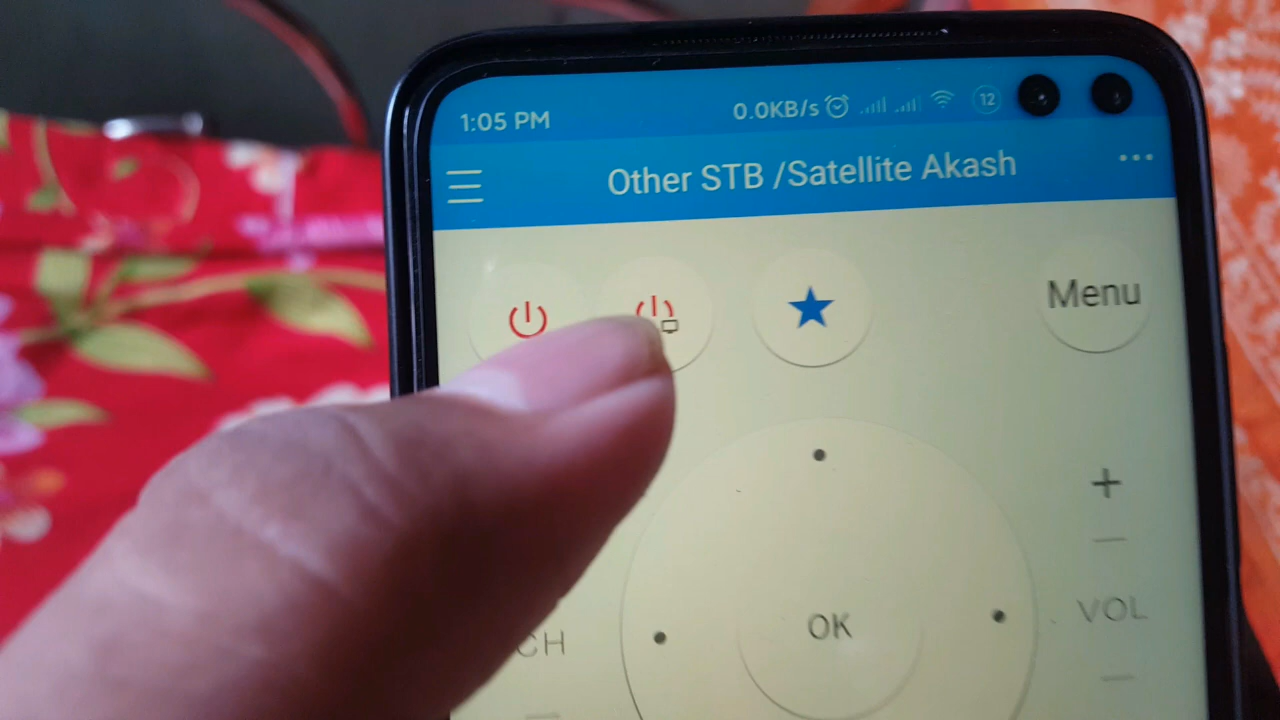 1:05 PM 0.0KB/s 12
Other STB /Satellite Akash
Menu
+
CH OK VOL